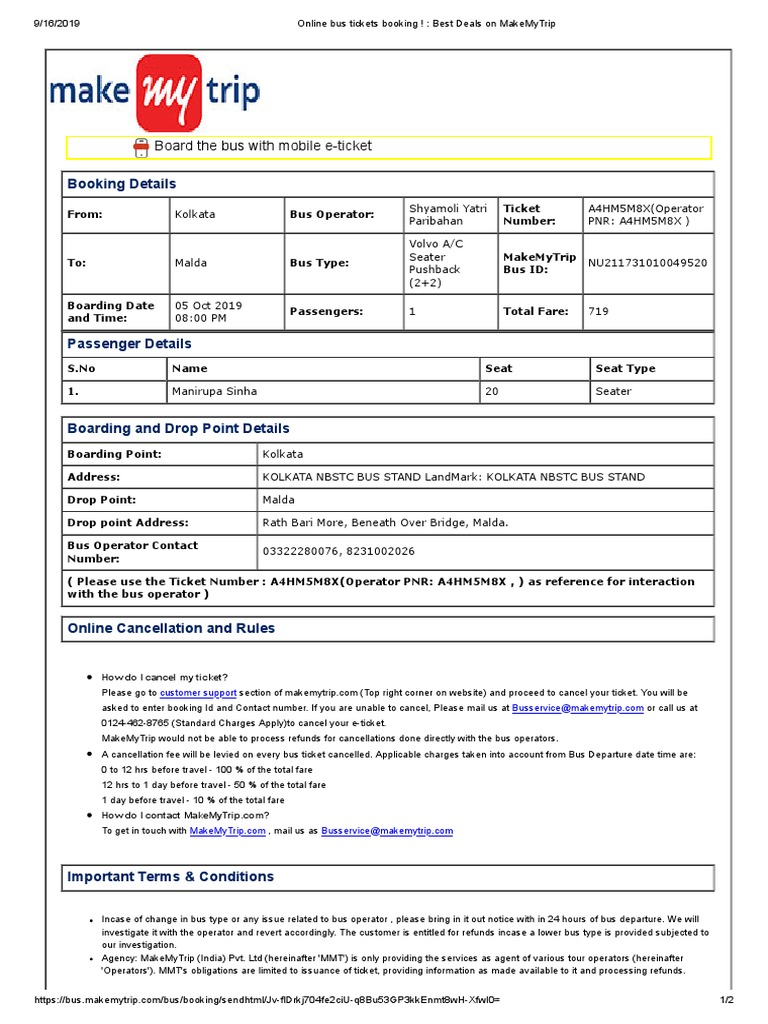 9/16/2019 Online bus tickets booking ! : Best Deals on MakeMyTrip
make my trip
Board the bus with mobile e-ticket
Booking Details
From: Kolkata Bus Operator: Shyamoli Yatri Paribahan Ticket Number: A4HM5M8X(Operator PNR: A4HM5M8X )
To: Malda Bus Type: Volvo A/C Seater Pushback (2+2) MakeMyTrip Bus ID: NU211731010049520
Boarding Date and Time: 05 Oct 2019 08:00 PM Passengers: 1 Total Fare: 719
Passenger Details
S.No Name Seat Seat Type
1. Manirupa Sinha 20 Seater
Boarding and Drop Point Details
Boarding Point: Kolkata
Address: KOLKATA NBSTC BUS STAND LandMark: KOLKATA NBSTC BUS STAND
Drop Point: Malda
Drop point Address: Rath Bari More, Beneath Over Bridge, Malda.
Bus Operator Contact Number: 03322280076, 8231002026
( Please use the Ticket Number : A4HM5M8X(Operator PNR: A4HM5M8X , ) as reference for interaction
with the bus operator )
Online Cancellation and Rules
How do I cancel my ticket?
Please go to customer support section of makemytrip.com (Top right corner on website) and proceed to cancel your ticket. You will be
asked to enter booking Id and Contact number. If you are unable to cancel, Please mail us at Busservice@makemytrip.com or call us at
0124-462-8765 (Standard Charges Apply)to cancel your e-ticket.
MakeMyTrip would not be able to process refunds for cancellations done directly with the bus operators.
A cancellation fee will be levied on every bus ticket cancelled. Applicable charges taken into account from Bus Departure date time are:
0 to 12 hrs before travel - 100 % of the total fare
12 hrs to 1 day before travel - 50 % of the total fare
1 day before travel - 10 % of the total fare
How do I contact MakeMyTrip.com?
To get in touch with MakeMyTrip.com , mail us as Busservice@makemytrip.com
Important Terms & Conditions
Incase of change in bus type or any issue related to bus operator , please bring in it out notice with in 24 hours of bus departure. We will
investigate it with the operator and revert accordingly. The customer is entitled for refunds incase a lower bus type is provided subjected to
our investigation.
Agency: MakeMyTrip (India) Pvt. Ltd (hereinafter 'MMT') is only providing the services as agent of various tour operators (hereinafter
'Operators'). MMT's obligations are limited to issuance of ticket, providing information as made available to it and processing refunds.
https://bus.makemytrip.com/bus/booking/sendhtml/Jv-fIDrkj704fe2ciU-q8Bu53GP3kkEnmt8wH-XfwI0= 1/2